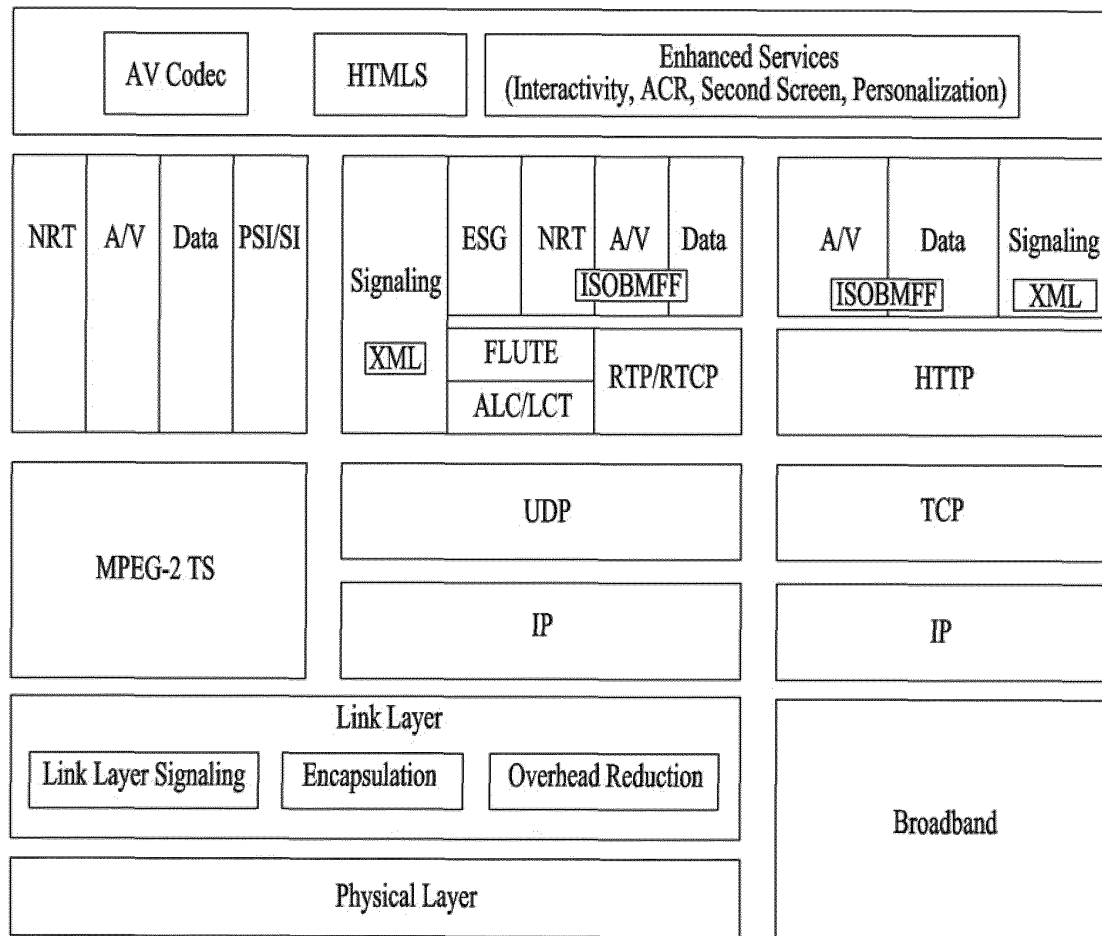 AV Codec
HTMLS
Enhanced Services
(Interactivity, ACR, Second Screen, Personalization)
NRT
A/V
Data
PSI/SI
Signaling
XML
ESG
NRT
A/V
Data
ISOBMFF
FLUTE
ALC/LCT
RTP/RTCP
A/V
Data
Signaling
ISOBMFF
XML
HTTP
MPEG-2 TS
UDP
TCP
IP
IP
Link Layer
Link Layer Signaling
Encapsulation
Overhead Reduction
Broadband
Physical Layer